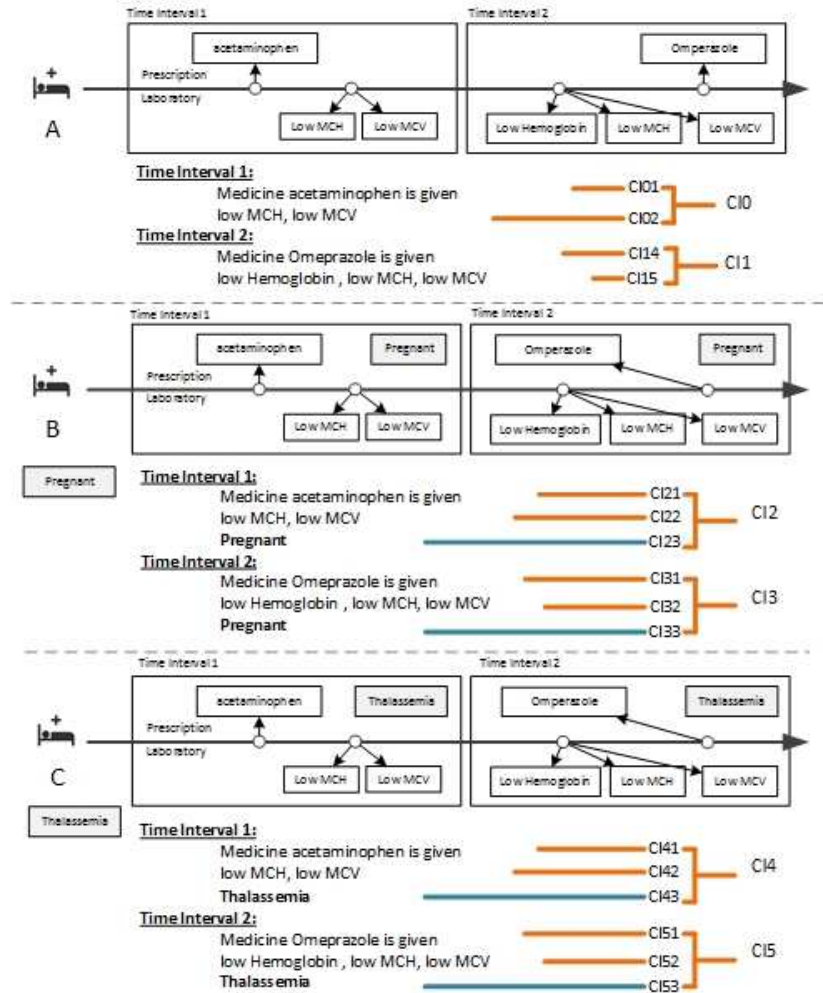 Time Interval 1
Time Interval 2
acetaminophen
Omperazole
Prescription
Laboratory
A
Low MCH
Low MCV
Low Hemoglobin
Low MCH
Low MCV
Time Interval 1:
Medicine acetaminophen is given
CI01
low MCH, low MCV
CI02
CI0
Time Interval 2:
Medicine Omeprazole is given
CI14
low Hemoglobin , low MCH, low MCV
CI15
CI1
Time Interval 1
Time Interval 2
acetaminophen
Pregnant
Omperazole
Pregnant
Prescription
Laboratory
B
Low MCH
Low MCV
Low Hemoglobin
Low MCH
Low MCV
Pregnant
Time Interval 1:
Medicine acetaminophen is given
CI21
low MCH, low MCV
CI22
CI2
Pregnant
CI23
Time Interval 2:
Medicine Omeprazole is given
CI31
low Hemoglobin , low MCH, low MCV
CI32
CI3
Pregnant
CI33
Time Interval 1
Time Interval 2
acetaminophen
Thalassemia
Omperazole
Thalassemia
Prescription
Laboratory
C
Low MCH
Low MCV
Low Hemoglobin
Low MCH
Low MCV
Thalassemia
Time Interval 1:
Medicine acetaminophen is given
CI41
low MCH, low MCV
CI42
CI4
Thalassemia
CI43
Time Interval 2:
Medicine Omeprazole is given
CI51
low Hemoglobin , low MCH, low MCV
CI52
CI5
Thalassemia
CI53